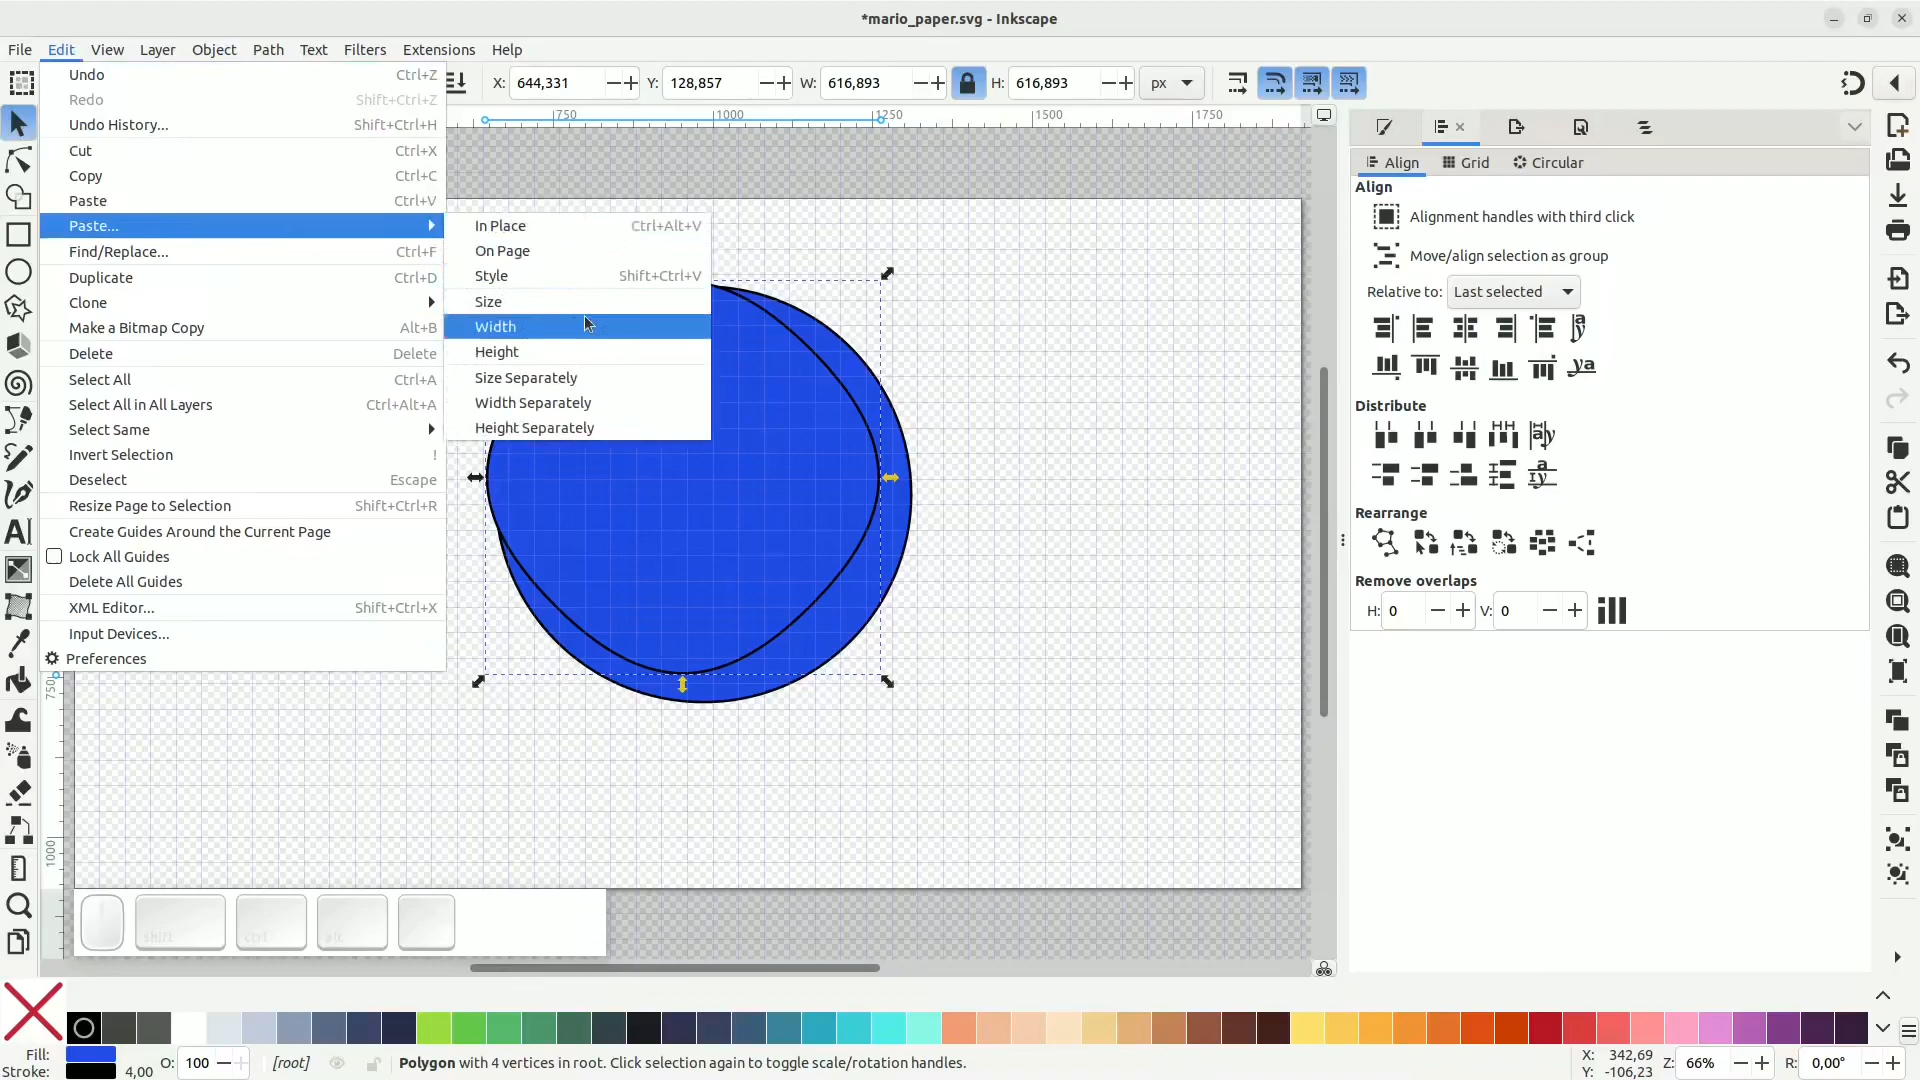 *mario_paper.svg - Inkscape
File Edit View Layer Object Path Text Filters Extensions Help
X: 644,331 Y: 128,857 W: 616,893 H: 616,893 px
Undo Ctrl+Z
Redo Shift+Ctrl+Z
Undo History... Shift+Ctrl+H
Cut Ctrl+X
Copy Ctrl+C
Paste Ctrl+V
Paste...
Find/Replace... Ctrl+F
Duplicate Ctrl+D
Clone
Make a Bitmap Copy Alt+B
Delete Delete
Select All Ctrl+A
Select All in All Layers Ctrl+Alt+A
Select Same
Invert Selection !
Deselect Escape
Resize Page to Selection Shift+Ctrl+R
Create Guides Around the Current Page
Lock All Guides
Delete All Guides
XML Editor... Shift+Ctrl+X
Input Devices...
Preferences
In Place Ctrl+Alt+V
On Page
Style Shift+Ctrl+V
Size
Width
Height
Size Separately
Width Separately
Height Separately
750 1000 1250 1500 1750
750
1000
Align Grid Circular
Align
Alignment handles with third click
Move/align selection as group
Relative to: Last selected
Distribute
Rearrange
Remove overlaps
H: 0 V: 0
shift ctrl alt
Fill:
Stroke: 4,00
O: 100 [root] Polygon with 4 vertices in root. Click selection again to toggle scale/rotation handles.
X: 342,69
Y: -106,23
Z: 66% R: 0,00°